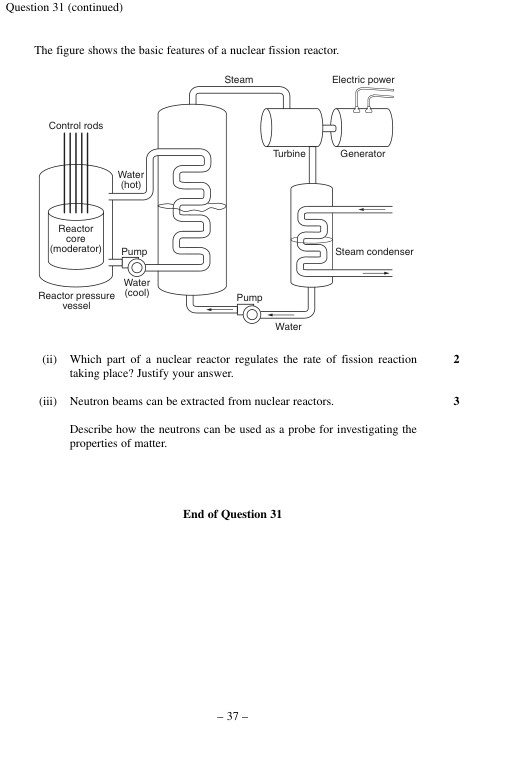 Question 31 (continued)
The figure shows the basic features of a nuclear fission reactor.
Steam
Electric power
Control rods
Turbine
Generator
Water
(hot)
Reactor
core
(moderator)
Pump
Steam condenser
Water
(cool)
Reactor pressure
vessel
Pump
Water
(ii) Which part of a nuclear reactor regulates the rate of fission reaction 2
taking place? Justify your answer.
(iii) Neutron beams can be extracted from nuclear reactors. 3
Describe how the neutrons can be used as a probe for investigating the
properties of matter.
End of Question 31
– 37 –